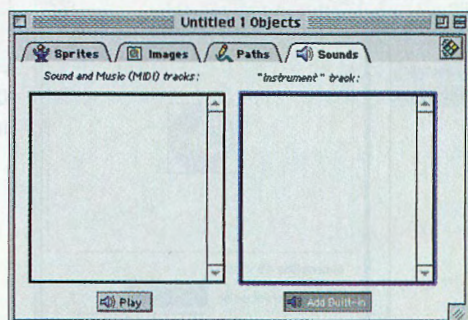 Untitled 1 Objects
Sprites Images Paths Sounds
Sound and Music (MIDI) tracks: "Instrument" track:
Play Add Built-in